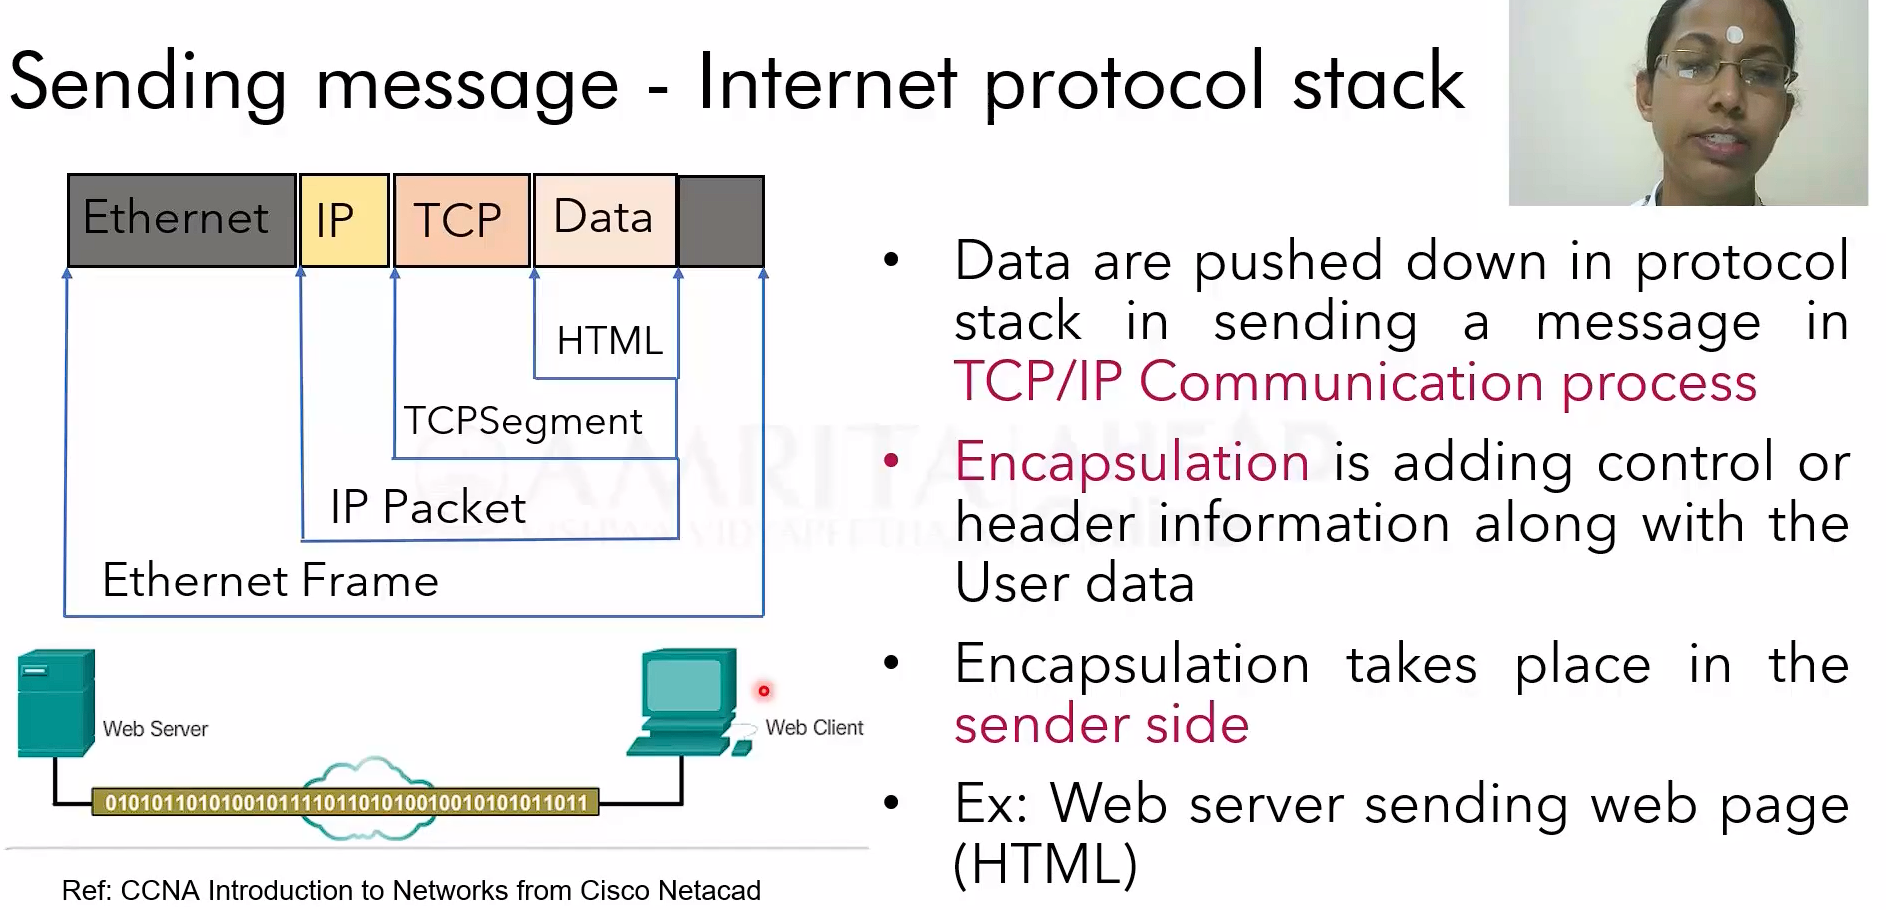 Sending message - Internet protocol stack
Ethernet IP TCP Data
HTML
TCPSegment
IP Packet
Ethernet Frame
Web Server
Web Client
01010110101001011110110101001001010101011011
Ref: CCNA Introduction to Networks from Cisco Netacad
• Data are pushed down in protocol
stack in sending a message in
TCP/IP Communication process
• Encapsulation is adding control or
header information along with the
User data
• Encapsulation takes place in the
sender side
• Ex: Web server sending web page
(HTML)
AMRITA AHEAD